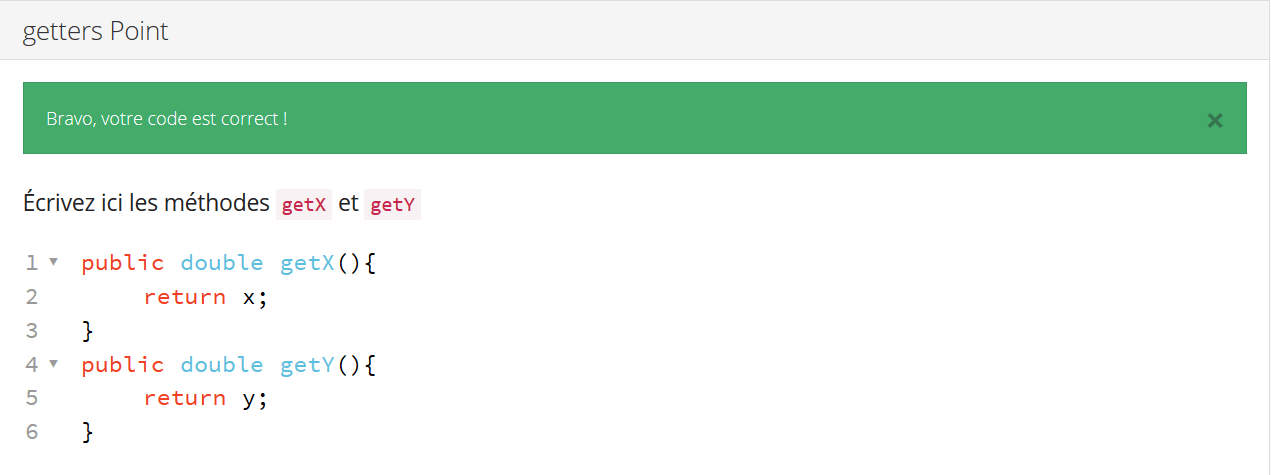 getters Point
Bravo, votre code est correct !
×
Écrivez ici les méthodes getX et getY
1 ▾ public double getX(){
2 return x;
3 }
4 ▾ public double getY(){
5 return y;
6 }